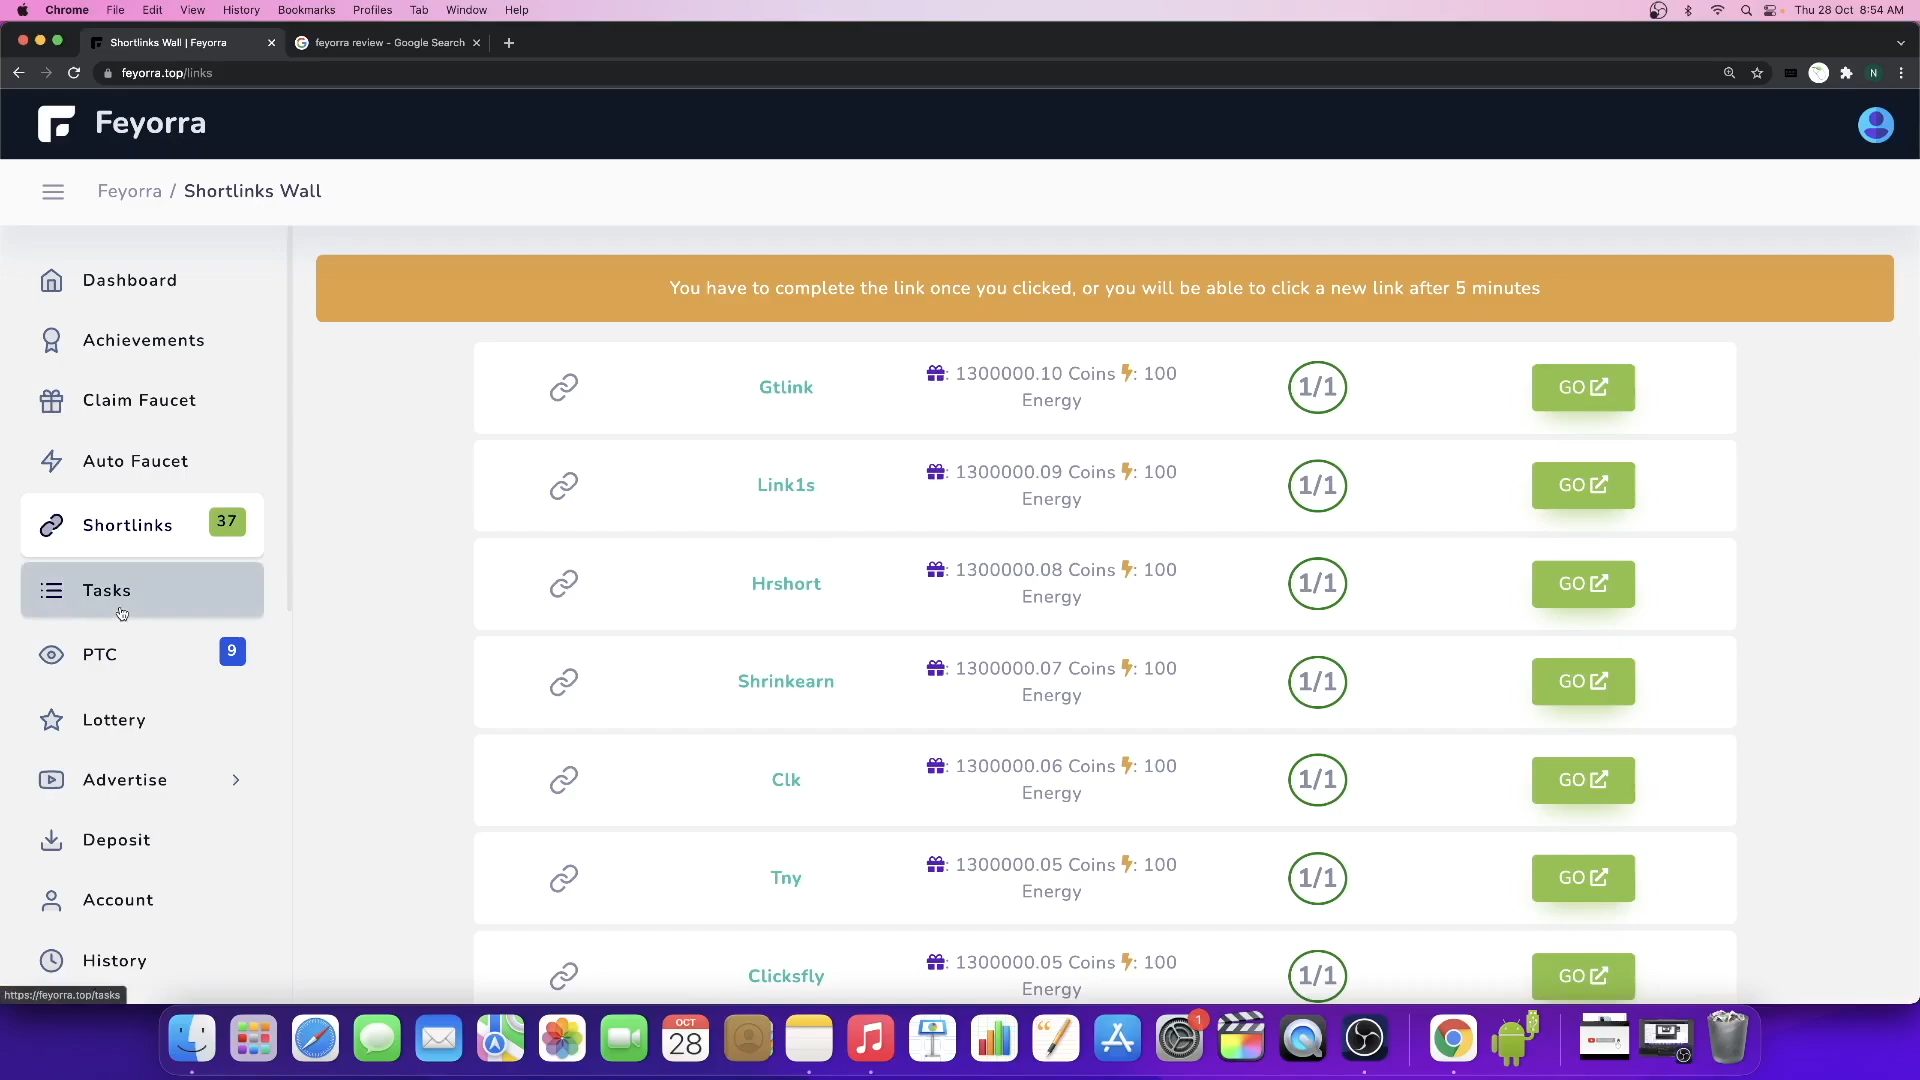 Chrome File Edit View History Bookmarks Profiles Tab Window Help Thu 28 Oct 8:54 AM
Shortlinks Wall | Feyorra feyorra review - Google Search
feyorra.top/links N
Feyorra
Feyorra / Shortlinks Wall
Dashboard
Achievements
Claim Faucet
Auto Faucet
Shortlinks 37
Tasks
PTC 9
Lottery
Advertise
Deposit
Account
History
https://feyorra.top/tasks
You have to complete the link once you clicked, or you will be able to click a new link after 5 minutes
Gtlink : 1300000.10 Coins : 100 1/1 GO
Energy
Link1s : 1300000.09 Coins : 100 1/1 GO
Energy
Hrshort : 1300000.08 Coins : 100 1/1 GO
Energy
Shrinkearn : 1300000.07 Coins : 100 1/1 GO
Energy
Clk : 1300000.06 Coins : 100 1/1 GO
Energy
Tny : 1300000.05 Coins : 100 1/1 GO
Energy
Clicksfly : 1300000.05 Coins : 100 1/1 GO
Energy
OCT
28
1